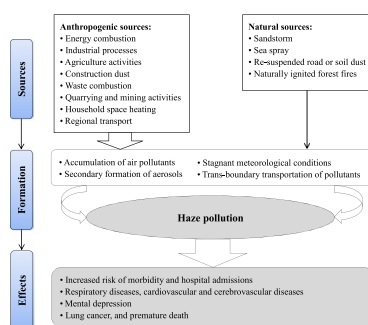 Sources
Anthropogenic sources:
• Energy combustion
• Industrial processes
• Agriculture activities
• Construction dust
• Waste combustion
• Quarrying and mining activities
• Household space heating
• Regional transport
Natural sources:
• Sandstorm
• Sea spray
• Re-suspended road or soil dust
• Naturally ignited forest fires
Formation
• Accumulation of air pollutants
• Secondary formation of aerosols
• Stagnant meteorological conditions
• Trans-boundary transportation of pollutants
Haze pollution
Effects
• Increased risk of morbidity and hospital admissions
• Respiratory diseases, cardiovascular and cerebrovascular diseases
• Mental depression
• Lung cancer, and premature death